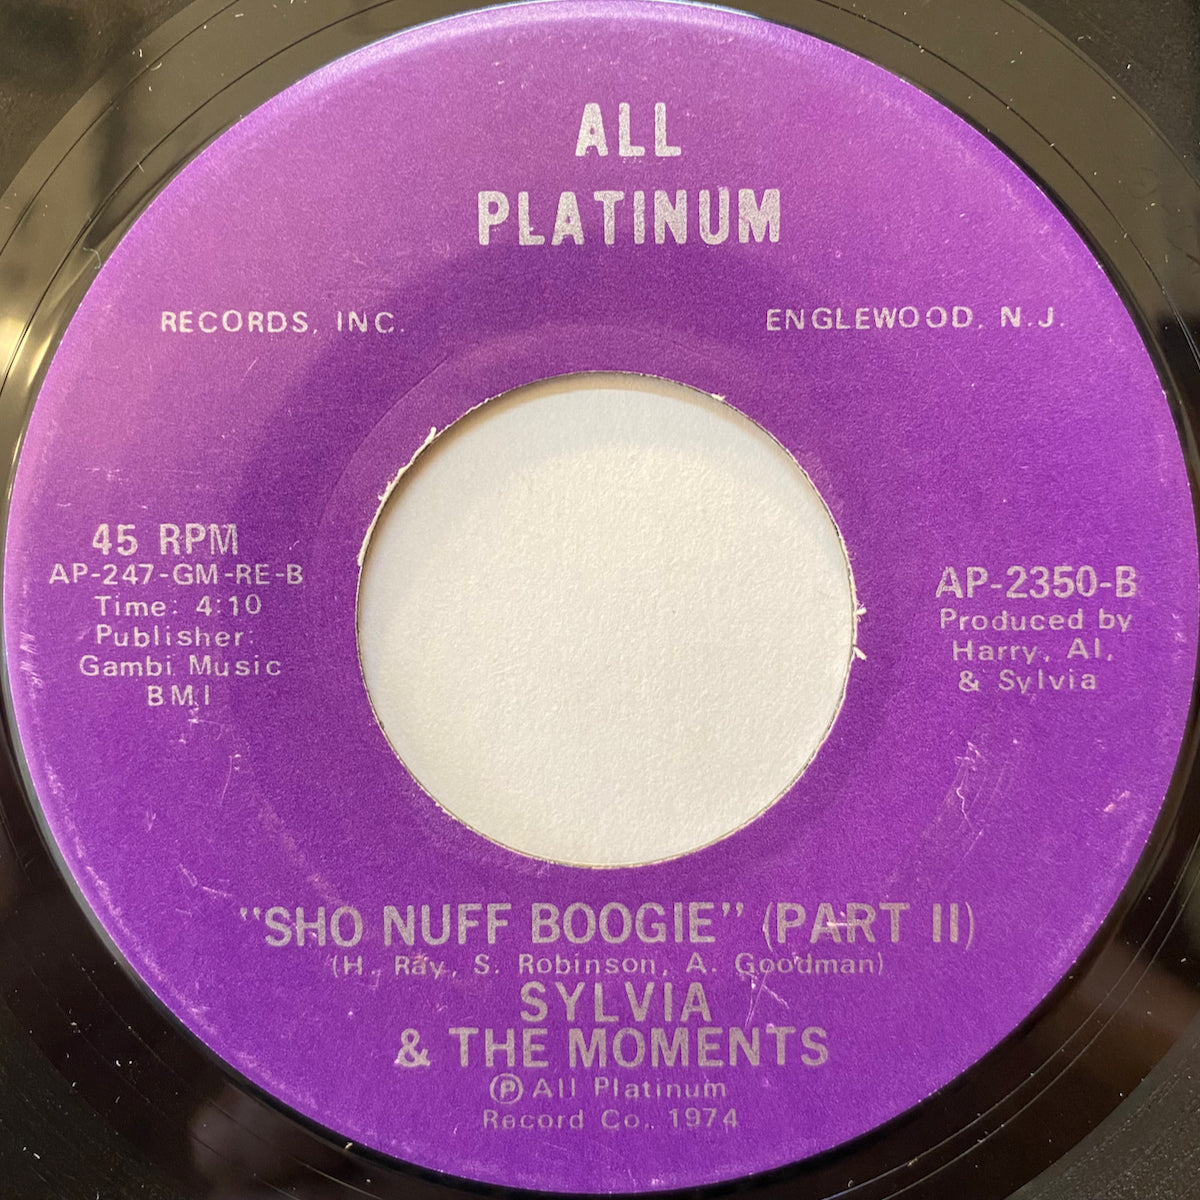 ALL
PLATINUM
RECORDS, INC.
ENGLEWOOD, N.J.
45 RPM
AP-247-GM-RE-B
Time: 4:10
Publisher:
Gambi Music
BMI
AP-2350-B
Produced by
Harry, Al,
& Sylvia
"SHO NUFF BOOGIE" (PART II)
(H. Ray, S. Robinson, A. Goodman)
SYLVIA
& THE MOMENTS
Ⓟ All Platinum
Record Co., 1974